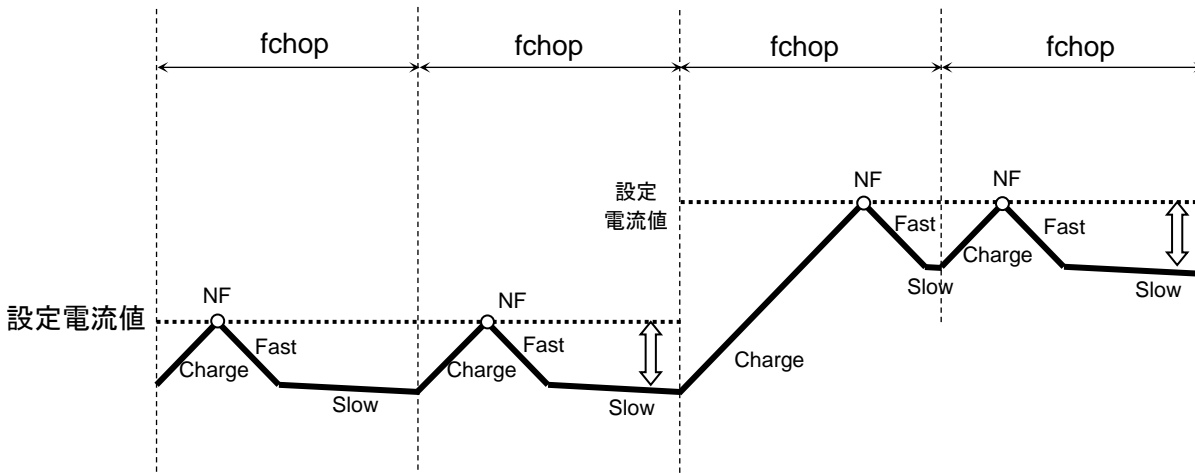 fchop
fchop
fchop
fchop
設定
電流値
NF
NF
Fast
Fast
Charge
Slow
Slow
設定電流値
NF
NF
Fast
Fast
Charge
Charge
Charge
Slow
Slow